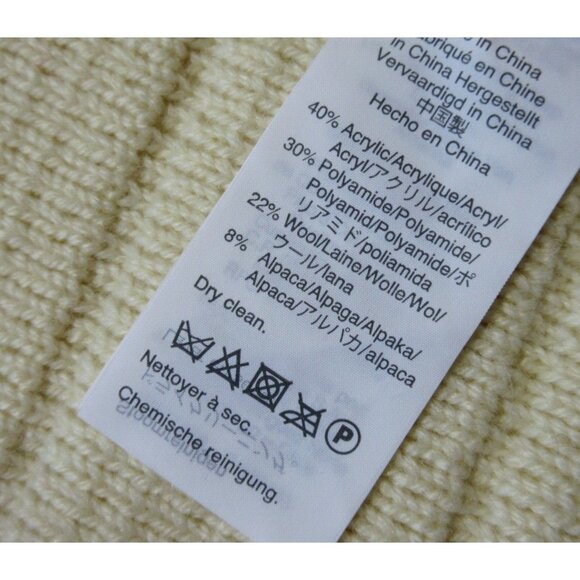 in China
Fabriqué en Chine
in China Hergestellt
Vervaardigd in China
中国製
Hecho en China
40% Acrylic/Acrylique/Acryl/
Acryl/アクリル/acrílico
30% Polyamide/Polyamide/
Polyamid/Polyamide/ポ
リアミド/poliamida
22% Wool/Laine/Wolle/Wol/
ウール/lana
8% Alpaca/Alpaga/Alpaka/
Alpaca/アルパカ/alpaca
Dry clean.
P
Nettoyer à sec.
Chemische reinigung.